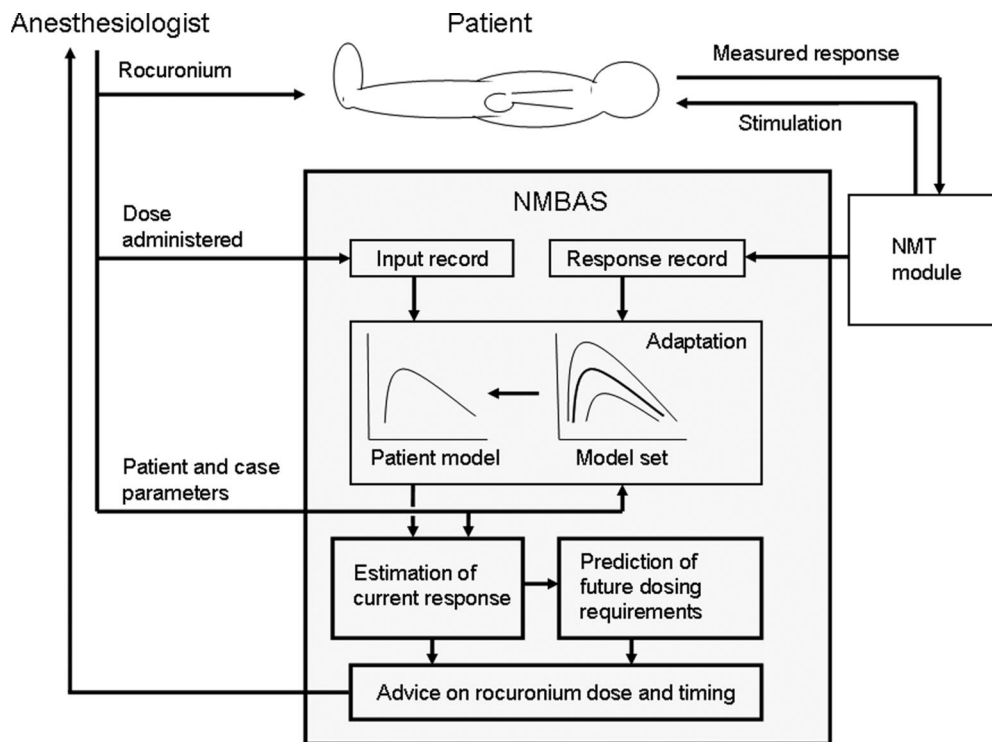 Anesthesiologist
Patient
Rocuronium
Measured response
Stimulation
NMBAS
Dose
administered
Input record
Response record
NMT
module
Adaptation
Patient model
Model set
Patient and case
parameters
Estimation of
current response
Prediction of
future dosing
requirements
Advice on rocuronium dose and timing